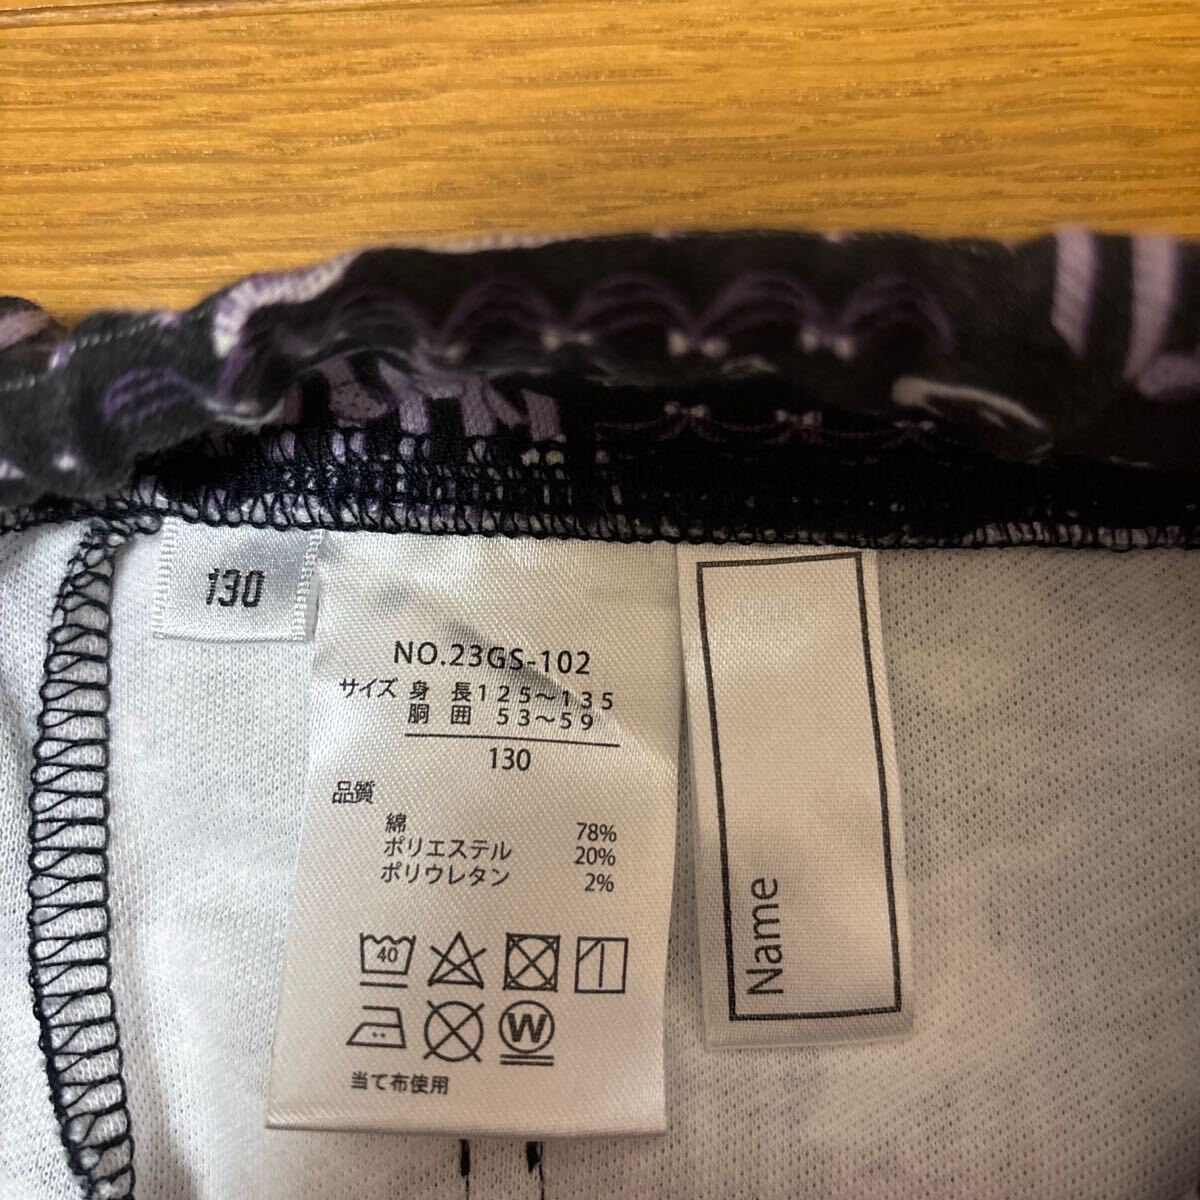 130
NO.23GS-102
サイズ 身 長125～135
胴 囲 53～59
130
品質
綿 78%
ポリエステル 20%
ポリウレタン 2%
40
W
当て布使用
Name